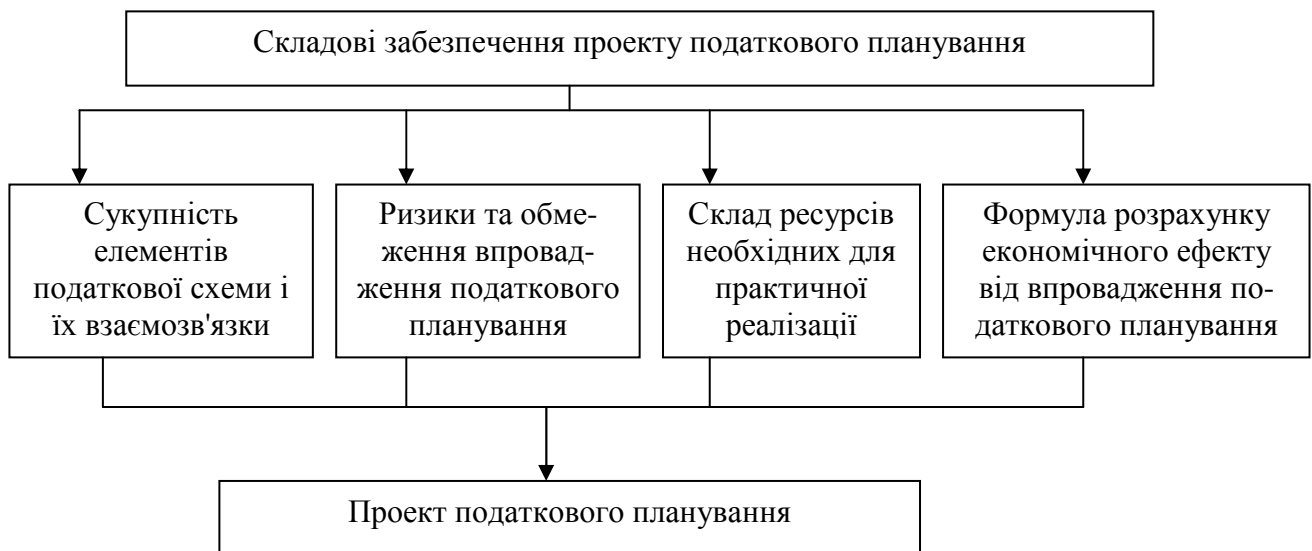 Складові забезпечення проекту податкового планування
Сукупність
елементів
податкової схеми і
їх взаємозв'язки
Ризики та обме-
ження впровад-
ження податкового
планування
Склад ресурсів
необхідних для
практичної
реалізації
Формула розрахунку
економічного ефекту
від впровадження по-
даткового планування
Проект податкового планування